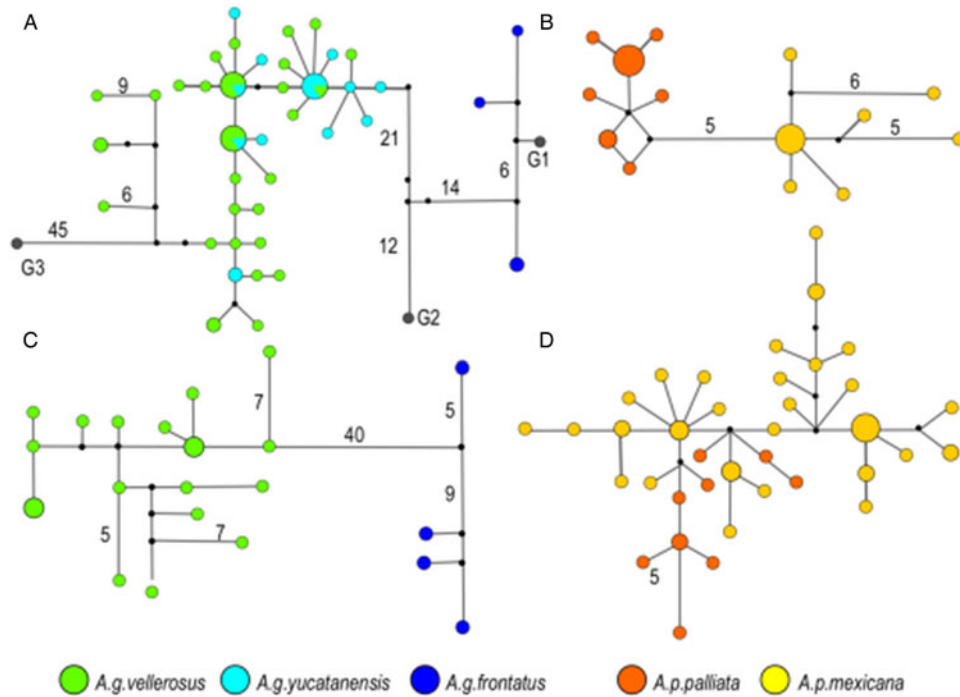 A
B
9
6
21
5
5
6
G1
6
14
45
12
G3
G2
C
D
7
5
40
9
5
7
5
A.g.vellerosus
A.g.yucatanensis
A.g.frontatus
A.p.palliata
A.p.mexicana